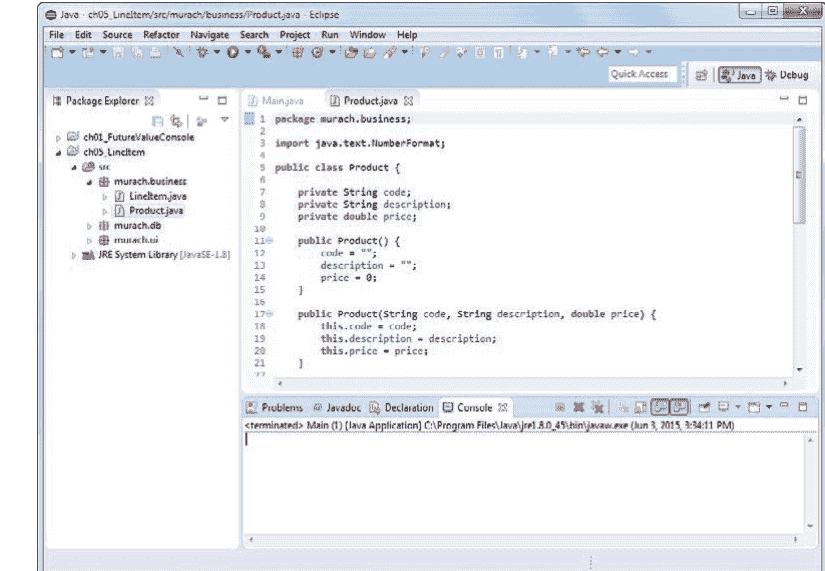 Java - ch05_LineItem/src/murach/business/Product.java - Eclipse
File Edit Source Refactor Navigate Search Project Run Window Help
Quick Access Java Debug
Package Explorer
ch01_FutureValueConsole
ch05_LineItem
src
murach.business
LineItem.java
Product.java
murach.db
murach.ui
JRE System Library [JavaSE-1.8]
Main.java Product.java
1 package murach.business;
2
3 import java.text.NumberFormat;
4
5 public class Product {
6
7 private String code;
8 private String description;
9 private double price;
10
11 public Product() {
12 code = "";
13 description = "";
14 price = 0;
15 }
16
17 public Product(String code, String description, double price) {
18 this.code = code;
19 this.description = description;
20 this.price = price;
21 }
22
Problems @ Javadoc Declaration Console
<terminated> Main (1) [Java Application] C:\Program Files\Java\jre1.8.0_45\bin\javaw.exe (Jun 3, 2015, 3:34:11 PM)